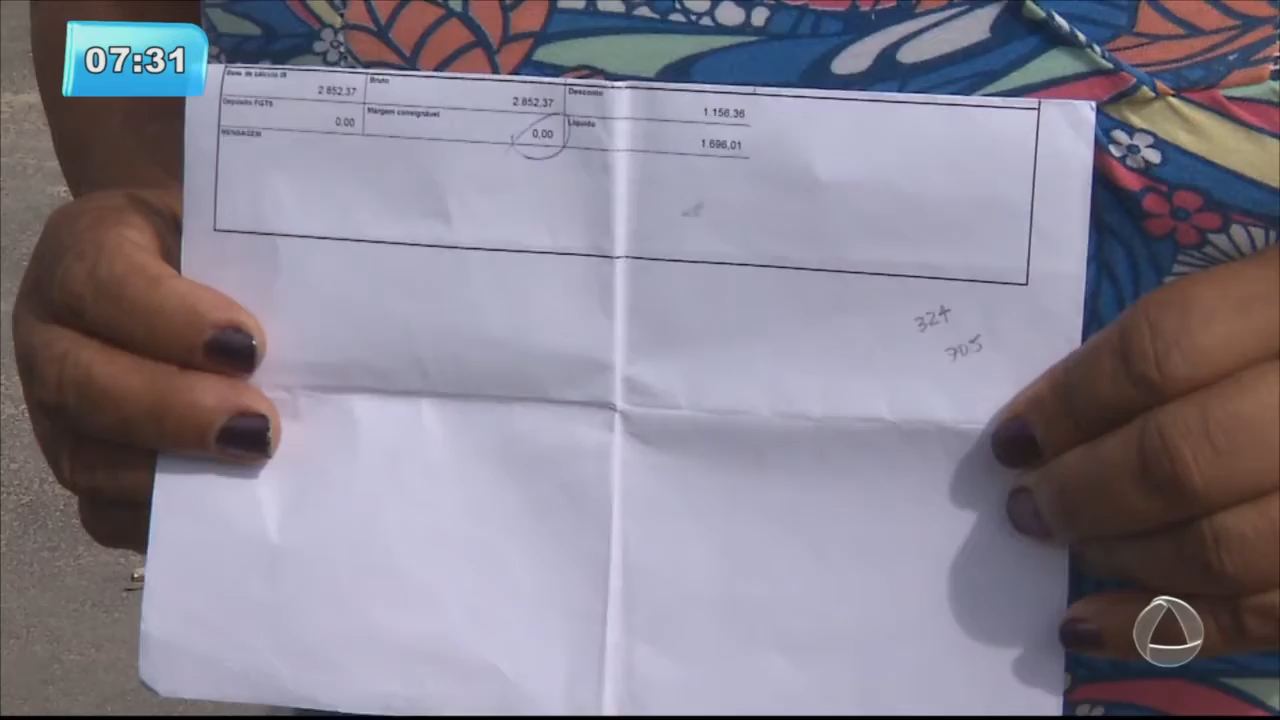 07:31
Base de cálculo IR Bruto Desconto
2.852,37 2.852,37 1.156,36
Depósito FGTS Margem consignável Líquido
0,00 0,00 1.696,01
MENSAGEM
324
705